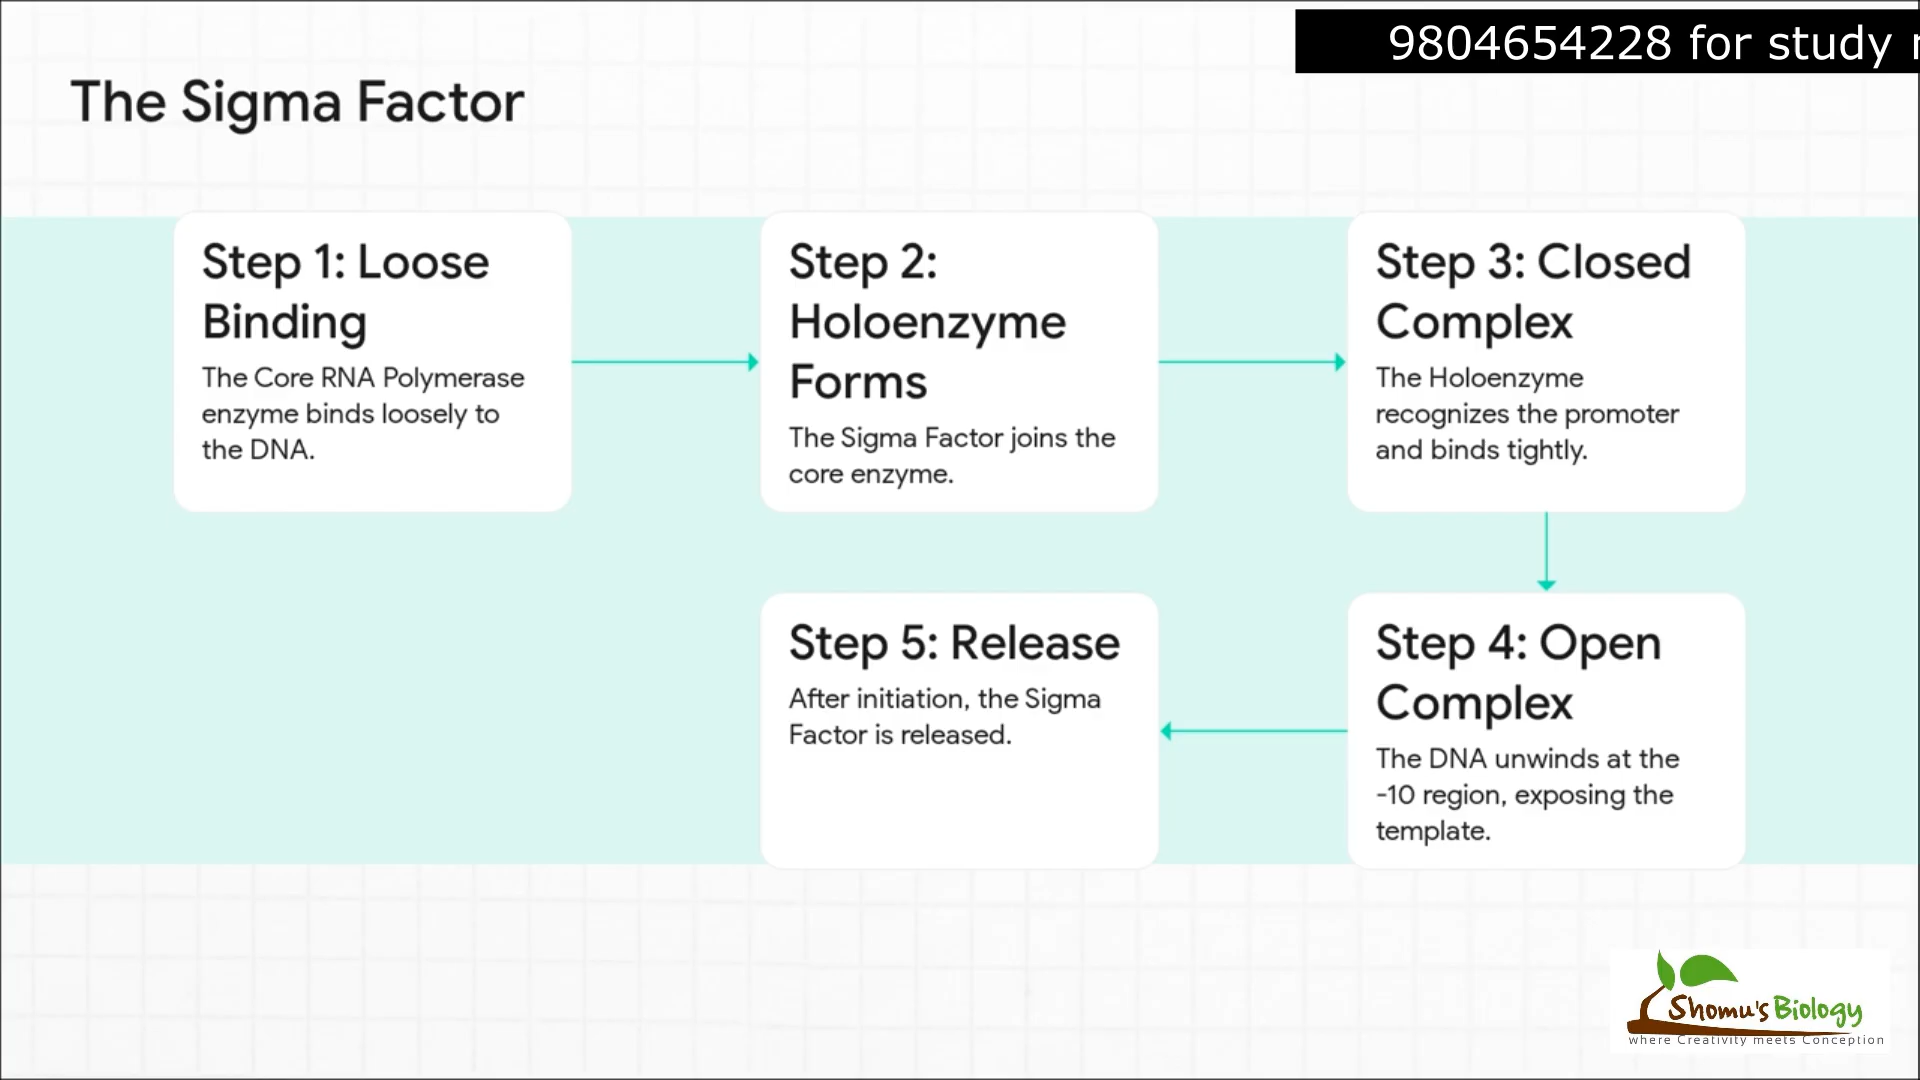 9804654228 for study
The Sigma Factor
Step 1: Loose
Binding
The Core RNA Polymerase
enzyme binds loosely to
the DNA.
Step 2:
Holoenzyme
Forms
The Sigma Factor joins the
core enzyme.
Step 3: Closed
Complex
The Holoenzyme
recognizes the promoter
and binds tightly.
Step 4: Open
Complex
The DNA unwinds at the
-10 region, exposing the
template.
Step 5: Release
After initiation, the Sigma
Factor is released.
Shomu's Biology
where Creativity meets Conception